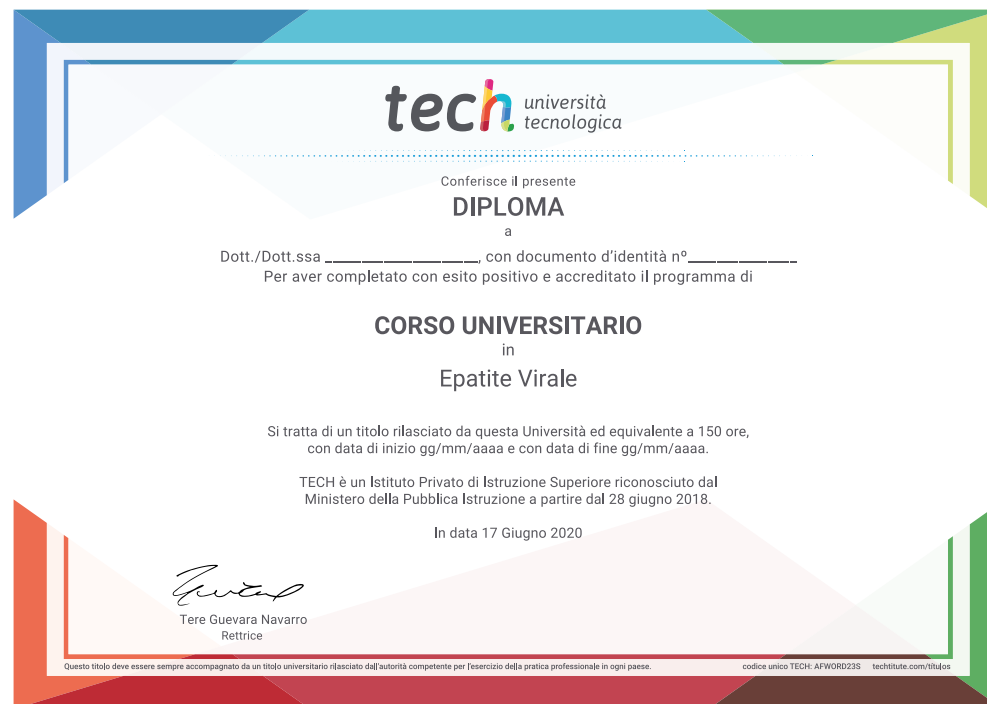 tech università
tecnologica
Conferisce il presente
DIPLOMA
a
Dott./Dott.ssa ____________________, con documento d'identità nº______________
Per aver completato con esito positivo e accreditato il programma di
CORSO UNIVERSITARIO
in
Epatite Virale
Si tratta di un titolo rilasciato da questa Università ed equivalente a 150 ore,
con data di inizio gg/mm/aaaa e con data di fine gg/mm/aaaa.
TECH è un Istituto Privato di Istruzione Superiore riconosciuto dal
Ministero della Pubblica Istruzione a partire dal 28 giugno 2018.
In data 17 Giugno 2020
Tere Guevara Navarro
Rettrice
Questo titolo deve essere sempre accompagnato da un titolo universitario rilasciato dall'autorità competente per l'esercizio della pratica professionale in ogni paese. codice unico TECH: AFWORD23S techtitute.com/titulos